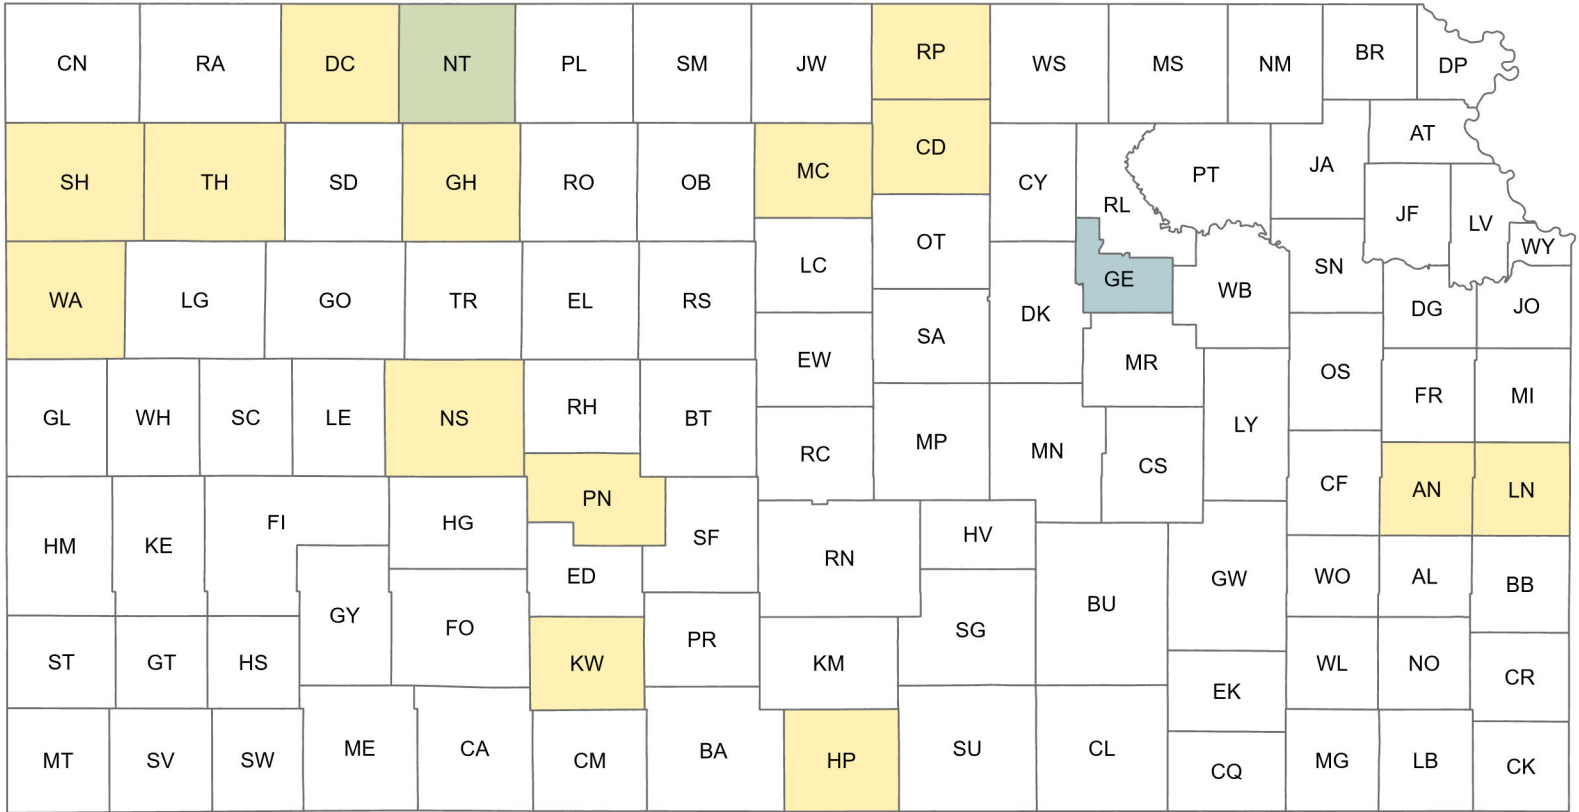 CN RA DC NT PL SM JW RP WS MS NM BR DP
SH TH SD GH RO OB MC CD CY RL PT JA AT
JF LV WY
WA LG GO TR EL RS LC OT DK GE WB SN DG JO
EW SA MR OS FR MI
GL WH SC LE NS RH BT RC MP MN CS LY CF AN LN
HM KE FI HG PN SF RN HV BU GW WO AL BB
GY FO ED
ST GT HS KW PR KM SG EK WL NO CR
MT SV SW ME CA CM BA HP SU CL CQ MG LB CK